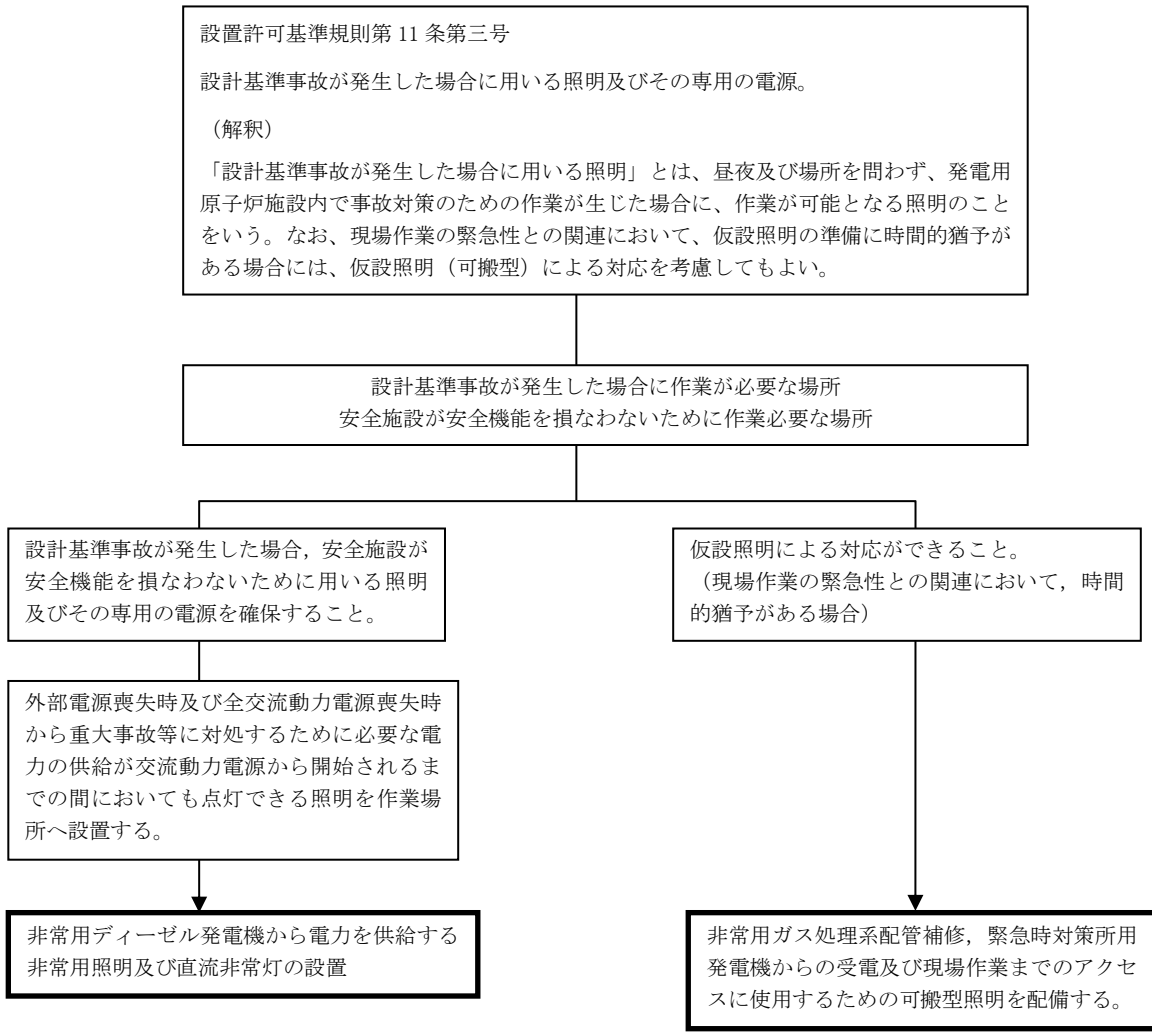 設置許可基準規則第 11 条第三号
設計基準事故が発生した場合に用いる照明及びその専用の電源。
（解釈）
「設計基準事故が発生した場合に用いる照明」とは、昼夜及び場所を問わず、発電用
原子炉施設内で事故対策のための作業が生じた場合に、作業が可能となる照明のこと
をいう。なお、現場作業の緊急性との関連において、仮設照明の準備に時間的猶予が
ある場合には、仮設照明（可搬型）による対応を考慮してもよい。
設計基準事故が発生した場合に作業が必要な場所
安全施設が安全機能を損なわないために作業必要な場所
設計基準事故が発生した場合，安全施設が
安全機能を損なわないために用いる照明
及びその専用の電源を確保すること。
外部電源喪失時及び全交流動力電源喪失時
から重大事故等に対処するために必要な電
力の供給が交流動力電源から開始されるま
での間においても点灯できる照明を作業場
所へ設置する。
非常用ディーゼル発電機から電力を供給する
非常用照明及び直流非常灯の設置
仮設照明による対応ができること。
（現場作業の緊急性との関連において，時間
的猶予がある場合）
非常用ガス処理系配管補修，緊急時対策所用
発電機からの受電及び現場作業までのアクセ
スに使用するための可搬型照明を配備する。